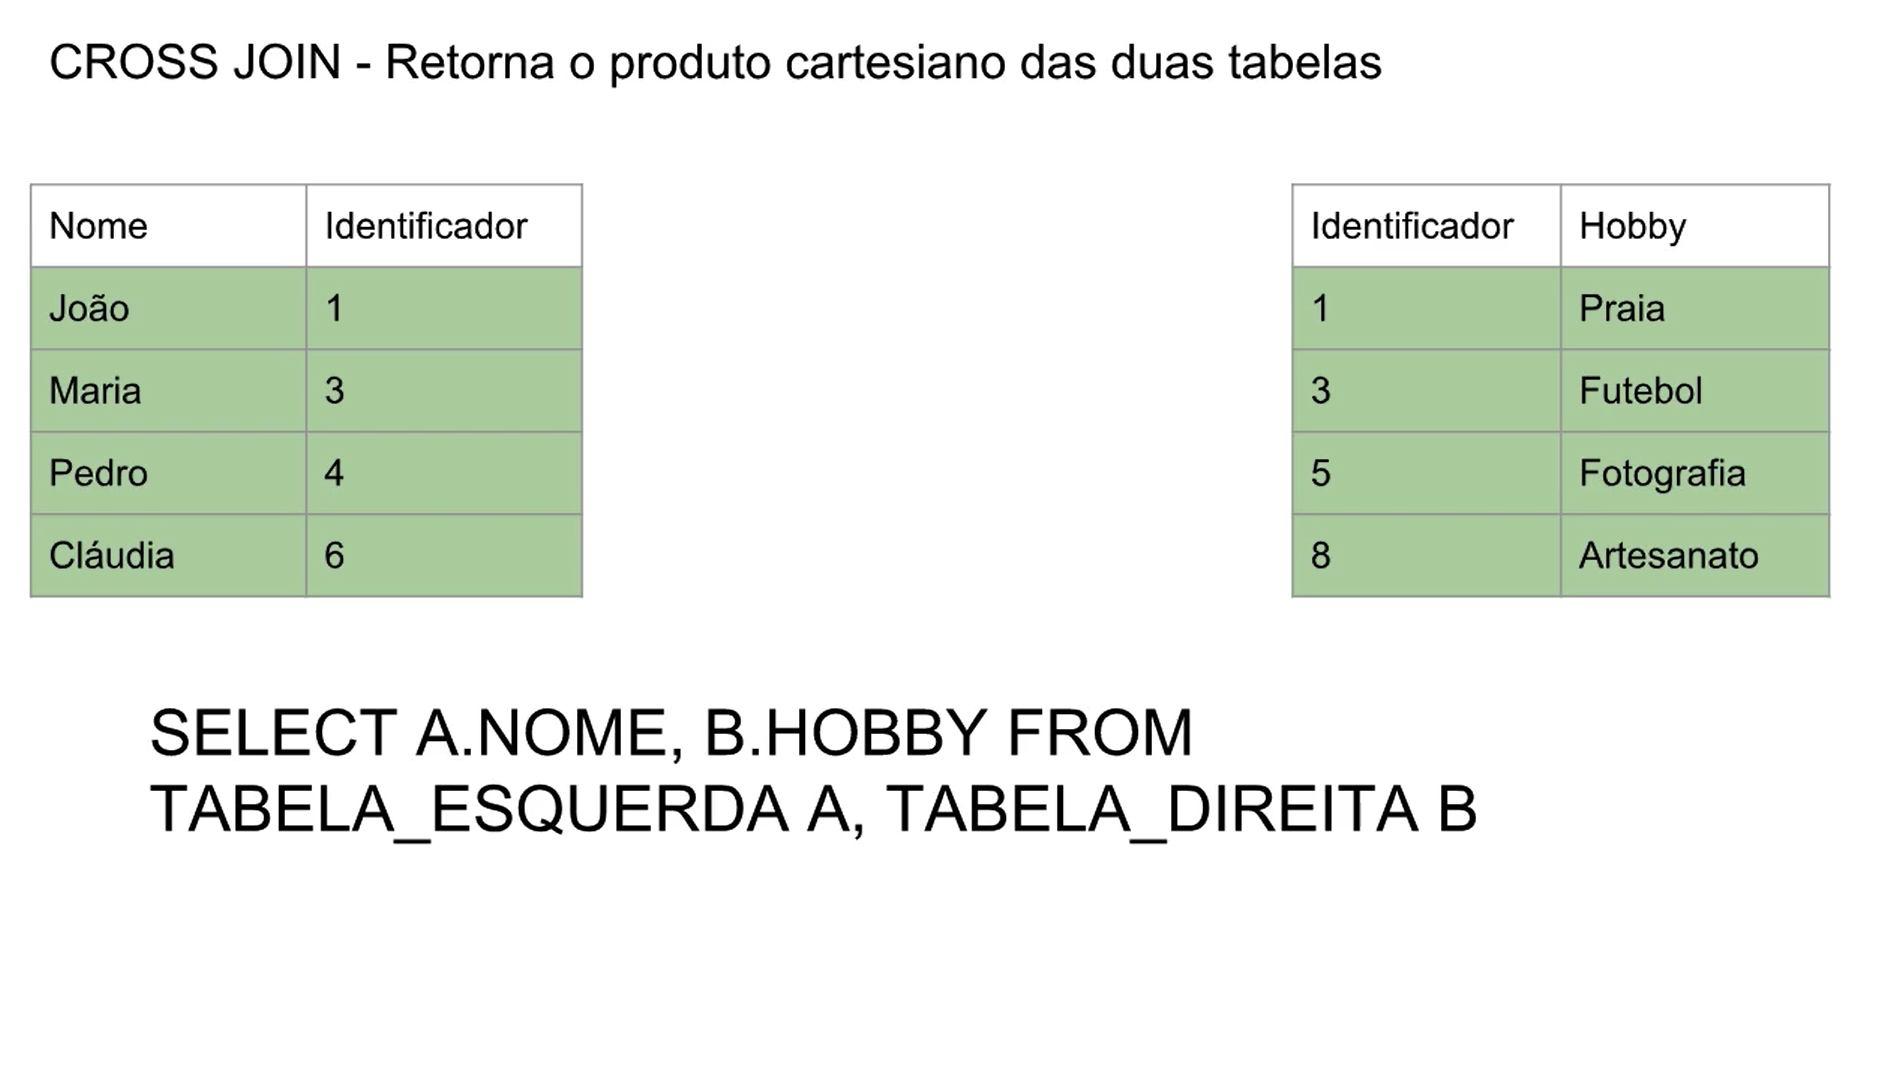 CROSS JOIN - Retorna o produto cartesiano das duas tabelas
Nome Identificador
João 1
Maria 3
Pedro 4
Cláudia 6
Identificador Hobby
1 Praia
3 Futebol
5 Fotografia
8 Artesanato
SELECT A.NOME, B.HOBBY FROM
TABELA_ESQUERDA A, TABELA_DIREITA B